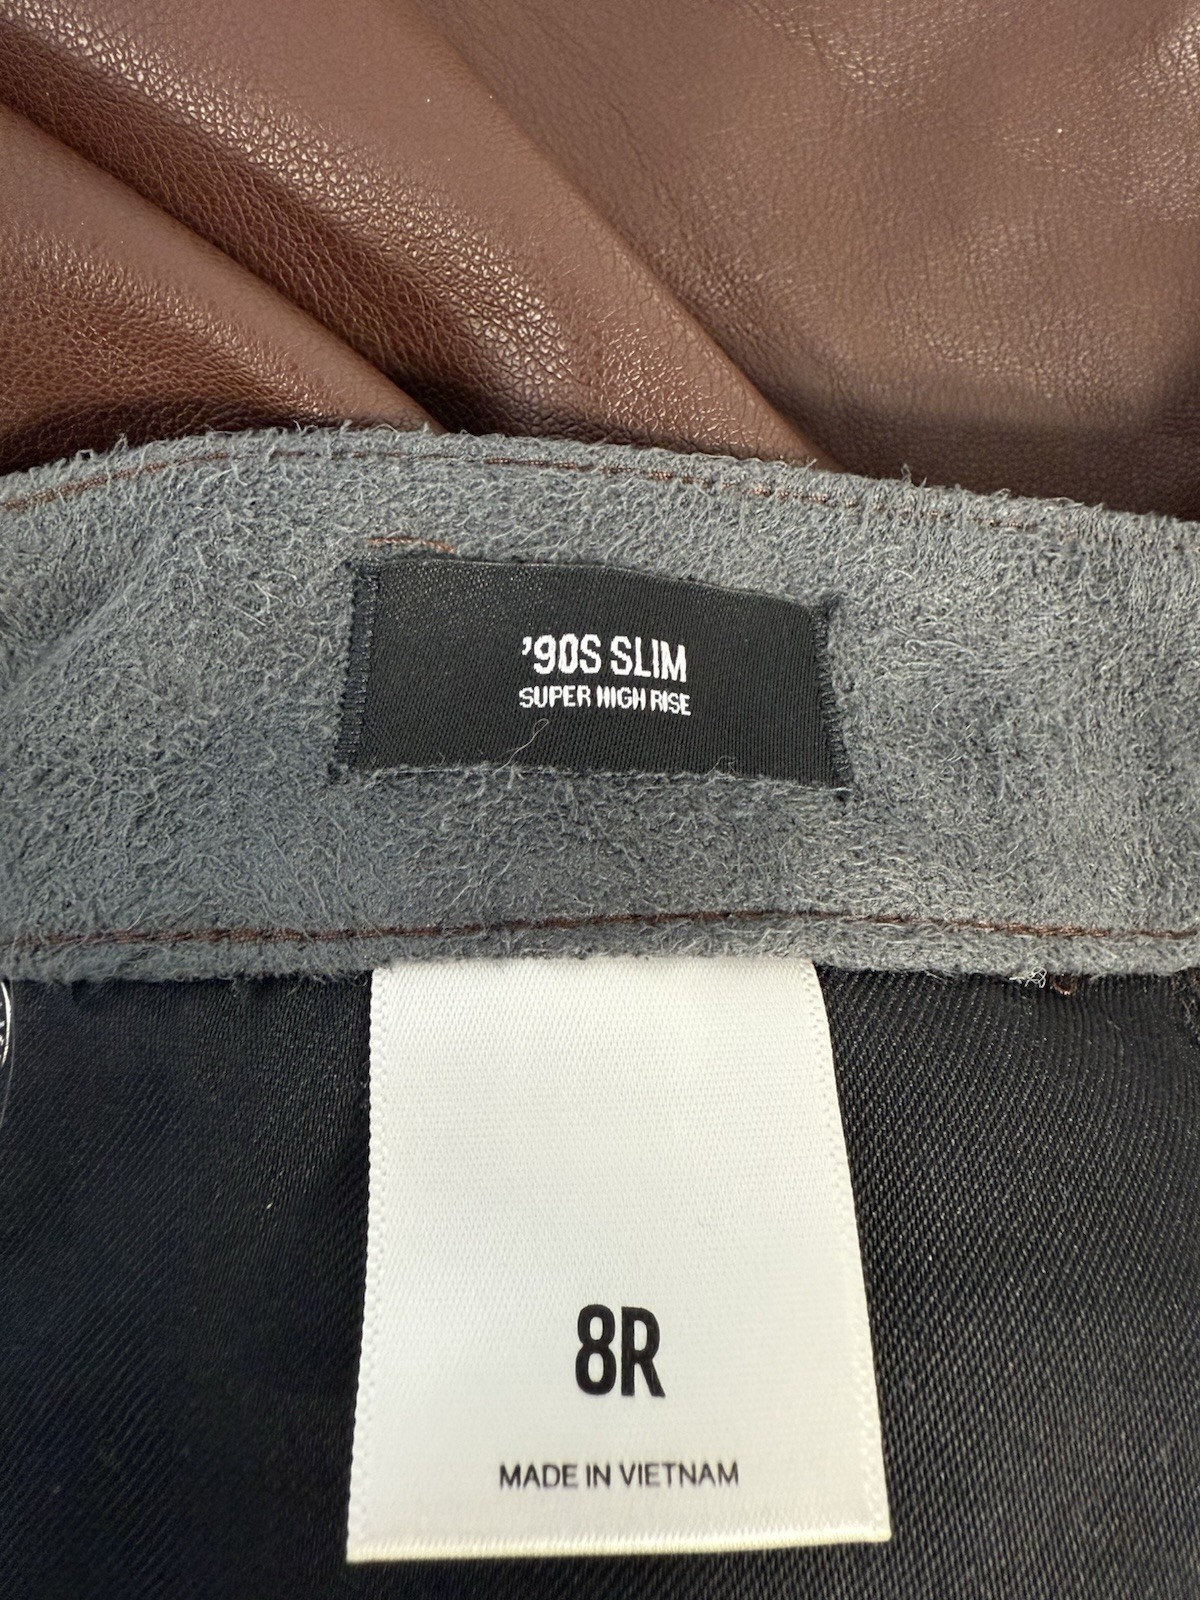 ’90S SLIM
SUPER HIGH RISE
8R
MADE IN VIETNAM